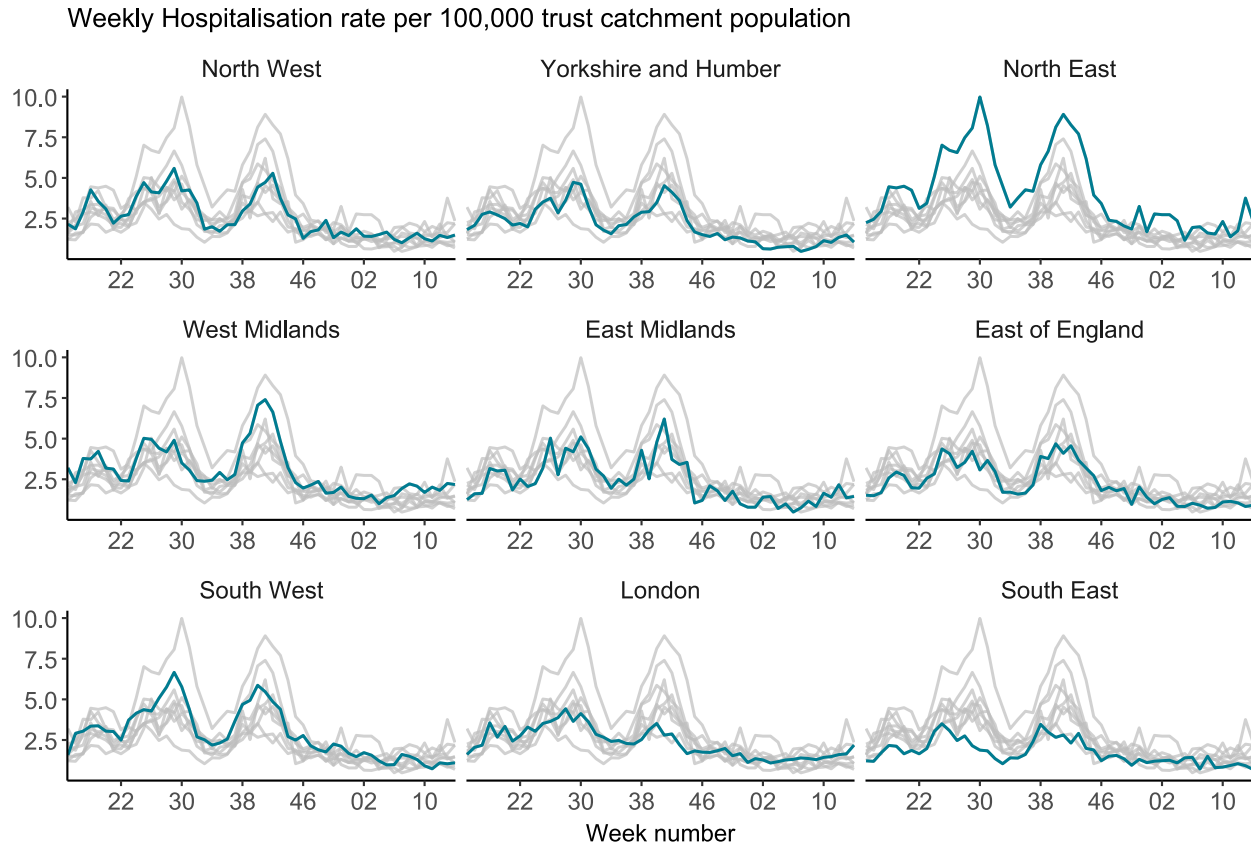 Weekly Hospitalisation rate per 100,000 trust catchment population
North West Yorkshire and Humber North East
10.0
7.5
5.0
2.5
22 30 38 46 02 10 22 30 38 46 02 10 22 30 38 46 02 10
West Midlands East Midlands East of England
10.0
7.5
5.0
2.5
22 30 38 46 02 10 22 30 38 46 02 10 22 30 38 46 02 10
South West London South East
10.0
7.5
5.0
2.5
22 30 38 46 02 10 22 30 38 46 02 10 22 30 38 46 02 10
Week number